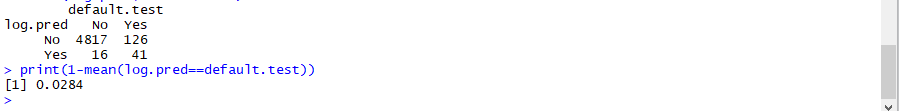 default.test
log.pred No Yes
No 4817 126
Yes 16 41
> print(1-mean(log.pred==default.test))
[1] 0.0284
>